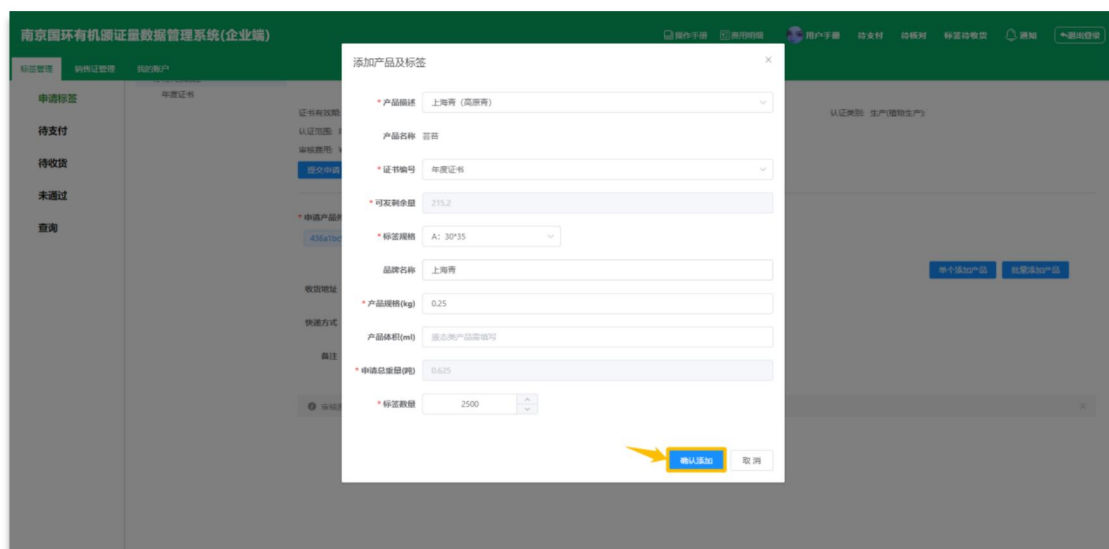 南京国环有机颁证量数据管理系统(企业端)
操作手册 费用明细 用户手册 待支付 待核对 标签待收货 通知 退出登录
标签管理 销售证管理 我的账户
申请标签
待支付
待收货
未通过
查询
年度证书
证书有效期:
认证范围:
审核费用:
提交申请
认证类别: 生产(植物生产)
* 申请产品
436a1bc
单个添加产品 批量添加产品
收货地址
快递方式
备注
添加产品及标签 ×
* 产品描述 上海青 (高原青)
产品名称 芸苔
* 证书编号 年度证书
* 可发剩余量 215.2
* 标签规格 A: 30*35
品牌名称 上海青
* 产品规格(kg) 0.25
产品体积(ml) 液态类产品需填写
* 申请总重量(吨) 0.625
* 标签数量 2500
确认添加 取 消